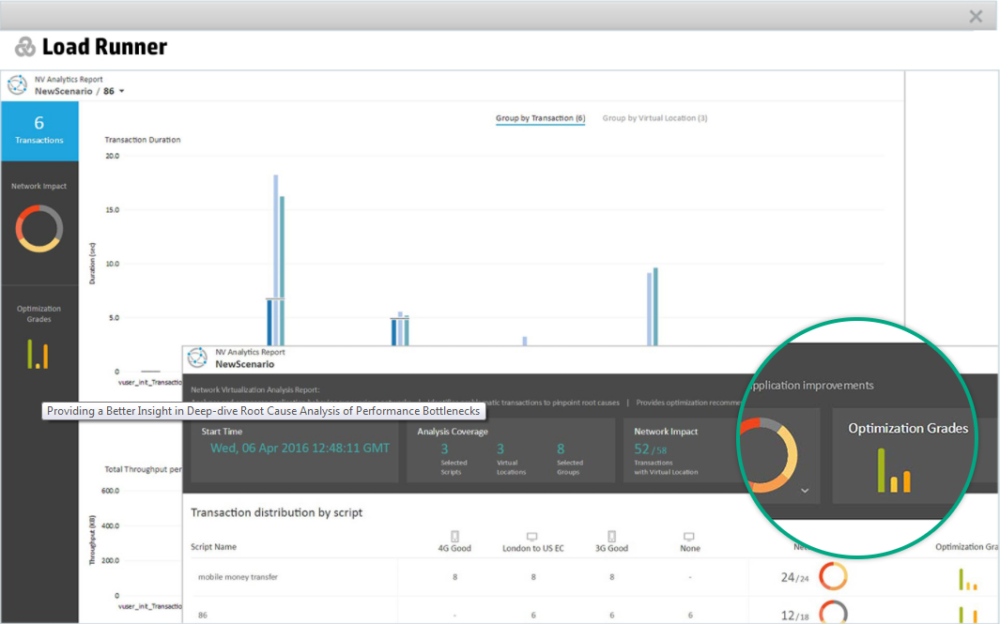 Load Runner
NV Analytics Report
NewScenario / 86
6
Transactions
Network Impact
Optimization
Grades
Group by Transaction (6)
Group by Virtual Location (3)
Transaction Duration
20.0
15.0
10.0
5.0
0
Duration (sec)
vuser_init_Transactio
Total Throughput per
600.0
400.0
200.0
0
Throughput (KB)
vuser_init_Transactio
Providing a Better Insight in Deep-dive Root Cause Analysis of Performance Bottlenecks
NV Analytics Report
NewScenario
Network Virtualization Analysis Report:
transactions to pinpoint root causes | Provides optimization recomme
Start Time
Wed, 06 Apr 2016 12:48:11 GMT
Analysis Coverage
3
Selected
Scripts
3
Virtual
Locations
8
Selected
Groups
Network Impact
52/58
Transactions
with Virtual Location
pplication improvements
Optimization Grades
Transaction distribution by script
Script Name
4G Good
London to US EC
3G Good
None
Net
Optimization Gra
mobile money transfer
8
8
8
-
24/24
86
-
6
6
6
12/18